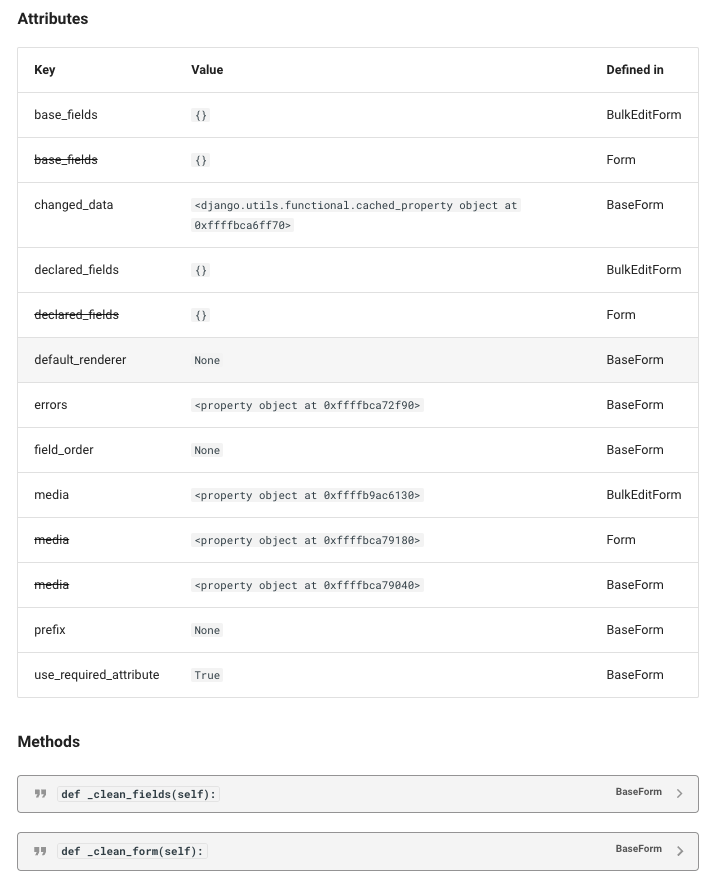 Attributes
Key Value Defined in
base_fields {} BulkEditForm
base_fields {} Form
changed_data <django.utils.functional.cached_property object at BaseForm
0xffffbca6ff70>
declared_fields {} BulkEditForm
declared_fields {} Form
default_renderer None BaseForm
errors <property object at 0xffffbca72f90> BaseForm
field_order None BaseForm
media <property object at 0xffffb9ac6130> BulkEditForm
media <property object at 0xffffbca79180> Form
media <property object at 0xffffbca79040> BaseForm
prefix None BaseForm
use_required_attribute True BaseForm
Methods
def _clean_fields(self): BaseForm
def _clean_form(self): BaseForm